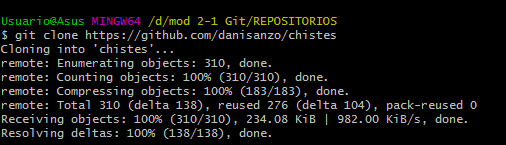 Usuario@Asus MINGW64 /d/mod 2-1 Git/REPOSITORIOS
$ git clone https://github.com/danisanzo/chistes
Cloning into 'chistes'...
remote: Enumerating objects: 310, done.
remote: Counting objects: 100% (310/310), done.
remote: Compressing objects: 100% (183/183), done.
remote: Total 310 (delta 138), reused 276 (delta 104), pack-reused 0
Receiving objects: 100% (310/310), 234.08 KiB | 982.00 KiB/s, done.
Resolving deltas: 100% (138/138), done.